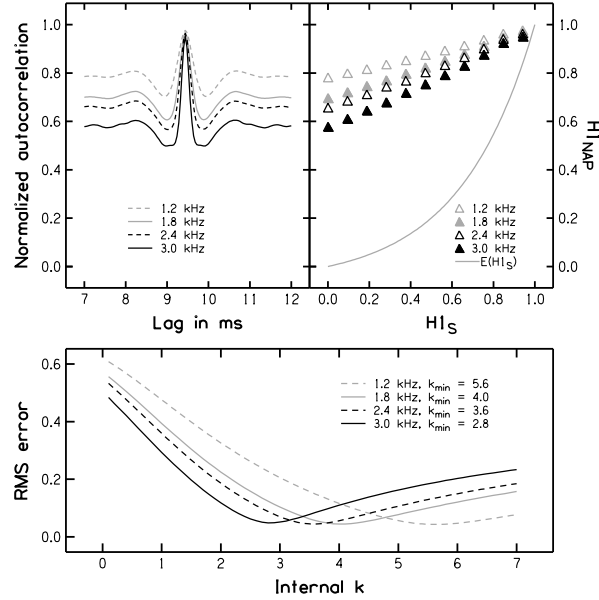 Normalized autocorrelation
1.0
0.8
0.6
0.4
0.2
0.0
1.2 kHz
1.8 kHz
2.4 kHz
3.0 kHz
7 8 9 10 11 12
Lag in ms
1.2 kHz
1.8 kHz
2.4 kHz
3.0 kHz
E(H1S)
0.0 0.2 0.4 0.6 0.8 1.0
H1S
1.0
0.8
0.6
0.4
0.2
0.0
H1NAP
RMS error
0.6
0.4
0.2
0.0
1.2 kHz, kmin = 5.6
1.8 kHz, kmin = 4.0
2.4 kHz, kmin = 3.6
3.0 kHz, kmin = 2.8
0 1 2 3 4 5 6 7
Internal k